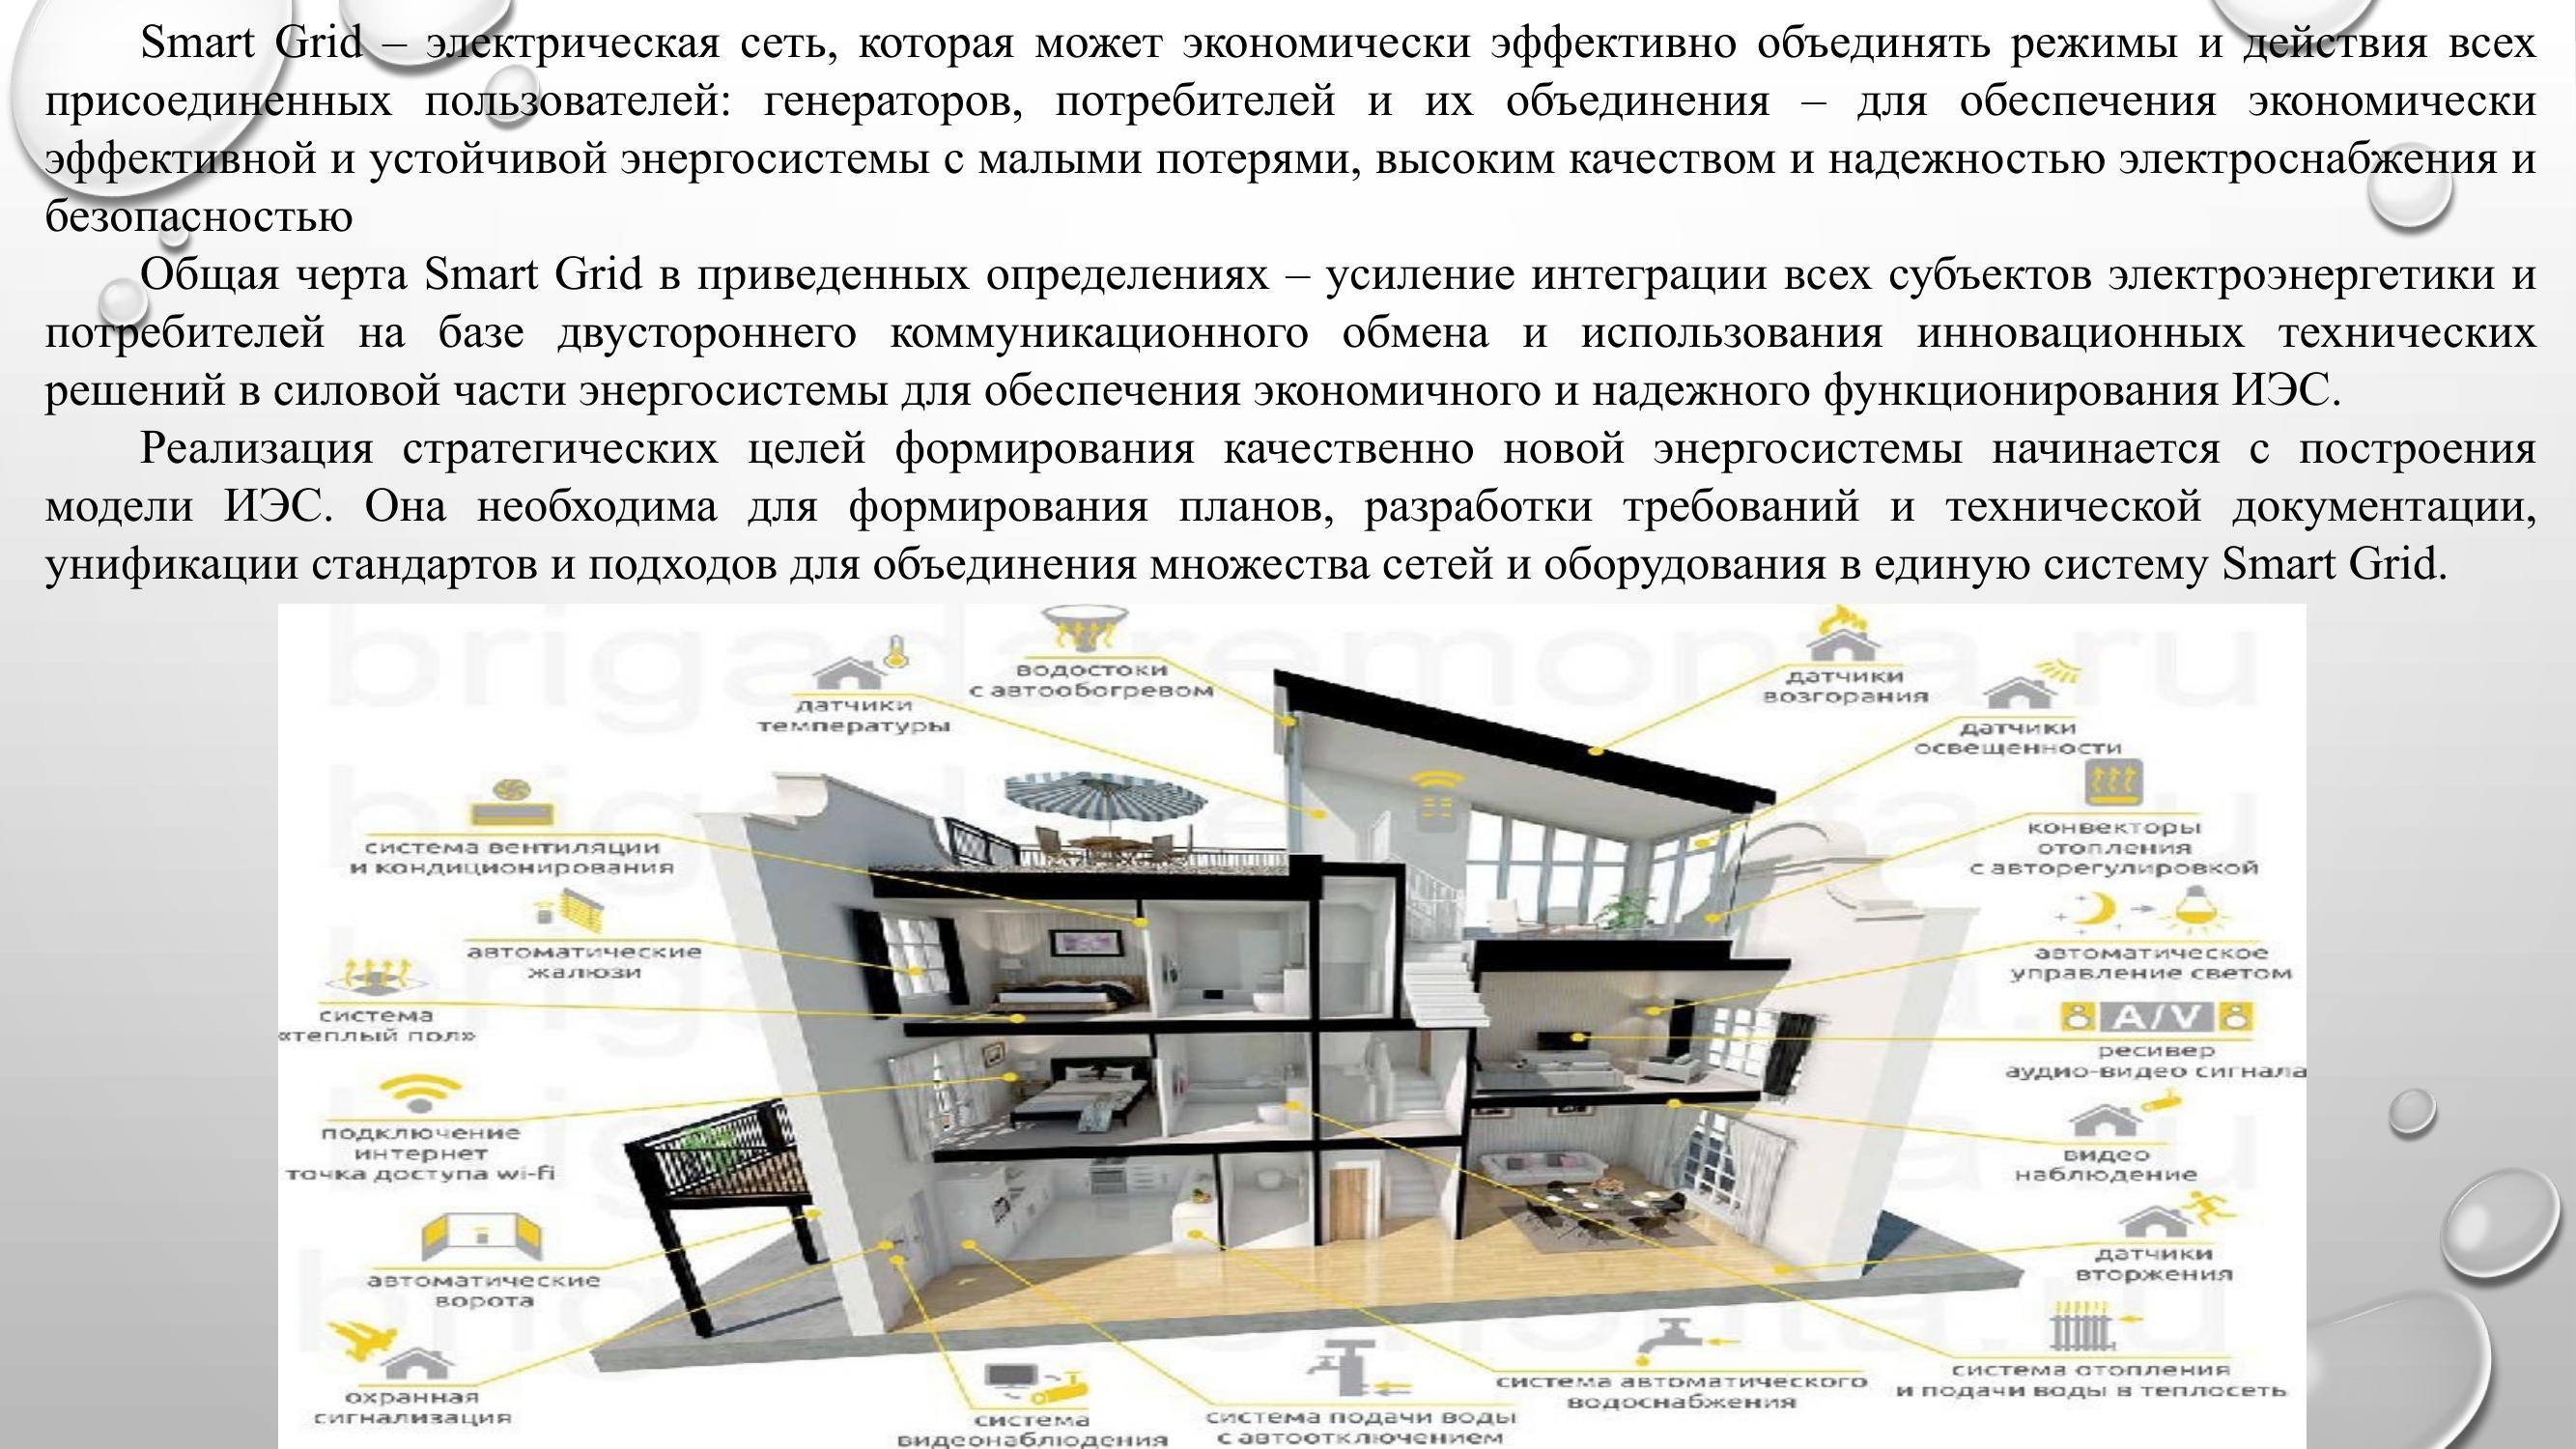 Smart Grid – электрическая сеть, которая может экономически эффективно объединять режимы и действия всех
присоединенных пользователей: генераторов, потребителей и их объединения – для обеспечения экономически
эффективной и устойчивой энергосистемы с малыми потерями, высоким качеством и надежностью электроснабжения и
безопасностью
Общая черта Smart Grid в приведенных определениях – усиление интеграции всех субъектов электроэнергетики и
потребителей на базе двустороннего коммуникационного обмена и использования инновационных технических
решений в силовой части энергосистемы для обеспечения экономичного и надежного функционирования ИЭС.
Реализация стратегических целей формирования качественно новой энергосистемы начинается с построения
модели ИЭС. Она необходима для формирования планов, разработки требований и технической документации,
унификации стандартов и подходов для объединения множества сетей и оборудования в единую систему Smart Grid.
водостоки
с автообогревом
датчики
температуры
датчики
возгорания
датчики
освещенности
система вентиляции
и кондиционирования
конвекторы
отопления
с авторегулировкой
автоматические
жалюзи
автоматическое
управление светом
система
«теплый пол»
A/V
ресивер
аудио-видео сигнала
подключение
интернет
точка доступа wi-fi
видео
наблюдение
автоматические
ворота
датчики
вторжения
охранная
сигнализация
система
видеонаблюдения
система подачи воды
с автоотключением
система автоматического
водоснабжения
система отопления
и подачи воды в теплосеть